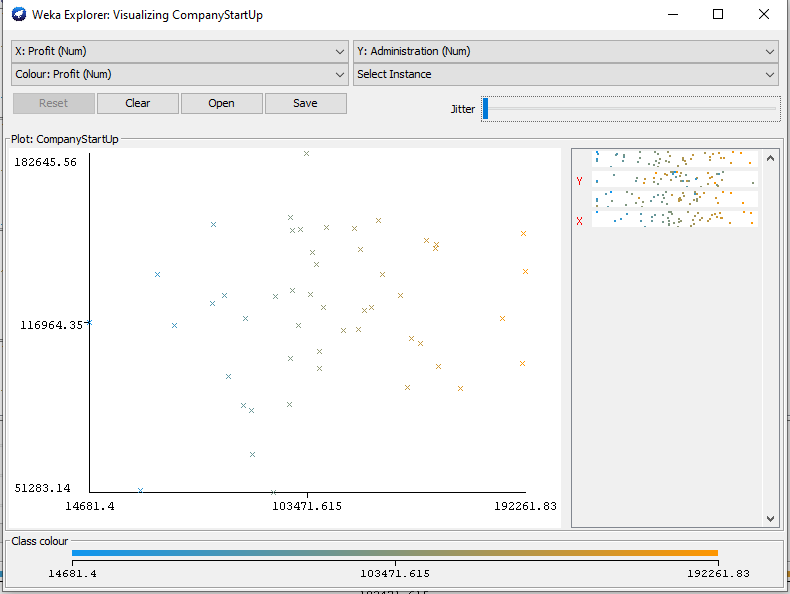 Weka Explorer: Visualizing CompanyStartUp
X: Profit (Num) Y: Administration (Num)
Colour: Profit (Num) Select Instance
Reset Clear Open Save Jitter
Plot: CompanyStartUp
182645.56
Y
X
116964.35
51283.14
14681.4 103471.615 192261.83
Class colour
14681.4 103471.615 192261.83